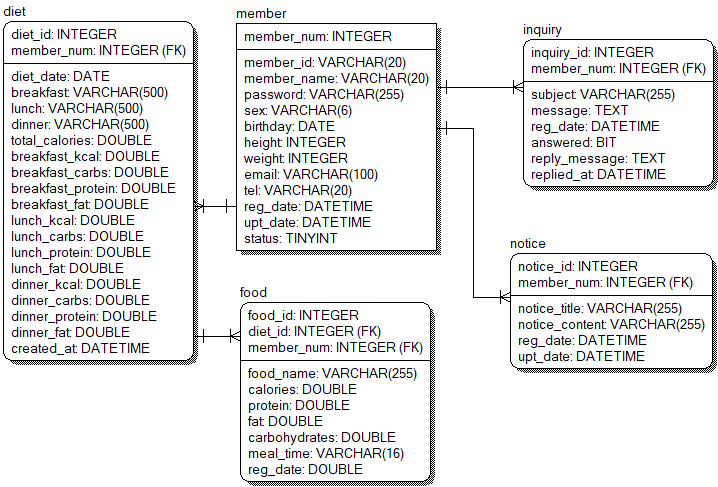 diet
diet_id: INTEGER
member_num: INTEGER (FK)
diet_date: DATE
breakfast: VARCHAR(500)
lunch: VARCHAR(500)
dinner: VARCHAR(500)
total_calories: DOUBLE
breakfast_kcal: DOUBLE
breakfast_carbs: DOUBLE
breakfast_protein: DOUBLE
breakfast_fat: DOUBLE
lunch_kcal: DOUBLE
lunch_carbs: DOUBLE
lunch_protein: DOUBLE
lunch_fat: DOUBLE
dinner_kcal: DOUBLE
dinner_carbs: DOUBLE
dinner_protein: DOUBLE
dinner_fat: DOUBLE
created_at: DATETIME
member
member_num: INTEGER
member_id: VARCHAR(20)
member_name: VARCHAR(20)
password: VARCHAR(255)
sex: VARCHAR(6)
birthday: DATE
height: INTEGER
weight: INTEGER
email: VARCHAR(100)
tel: VARCHAR(20)
reg_date: DATETIME
upt_date: DATETIME
status: TINYINT
food
food_id: INTEGER
diet_id: INTEGER (FK)
member_num: INTEGER (FK)
food_name: VARCHAR(255)
calories: DOUBLE
protein: DOUBLE
fat: DOUBLE
carbohydrates: DOUBLE
meal_time: VARCHAR(16)
reg_date: DOUBLE
inquiry
inquiry_id: INTEGER
member_num: INTEGER (FK)
subject: VARCHAR(255)
message: TEXT
reg_date: DATETIME
answered: BIT
reply_message: TEXT
replied_at: DATETIME
notice
notice_id: INTEGER
member_num: INTEGER (FK)
notice_title: VARCHAR(255)
notice_content: VARCHAR(255)
reg_date: DATETIME
upt_date: DATETIME